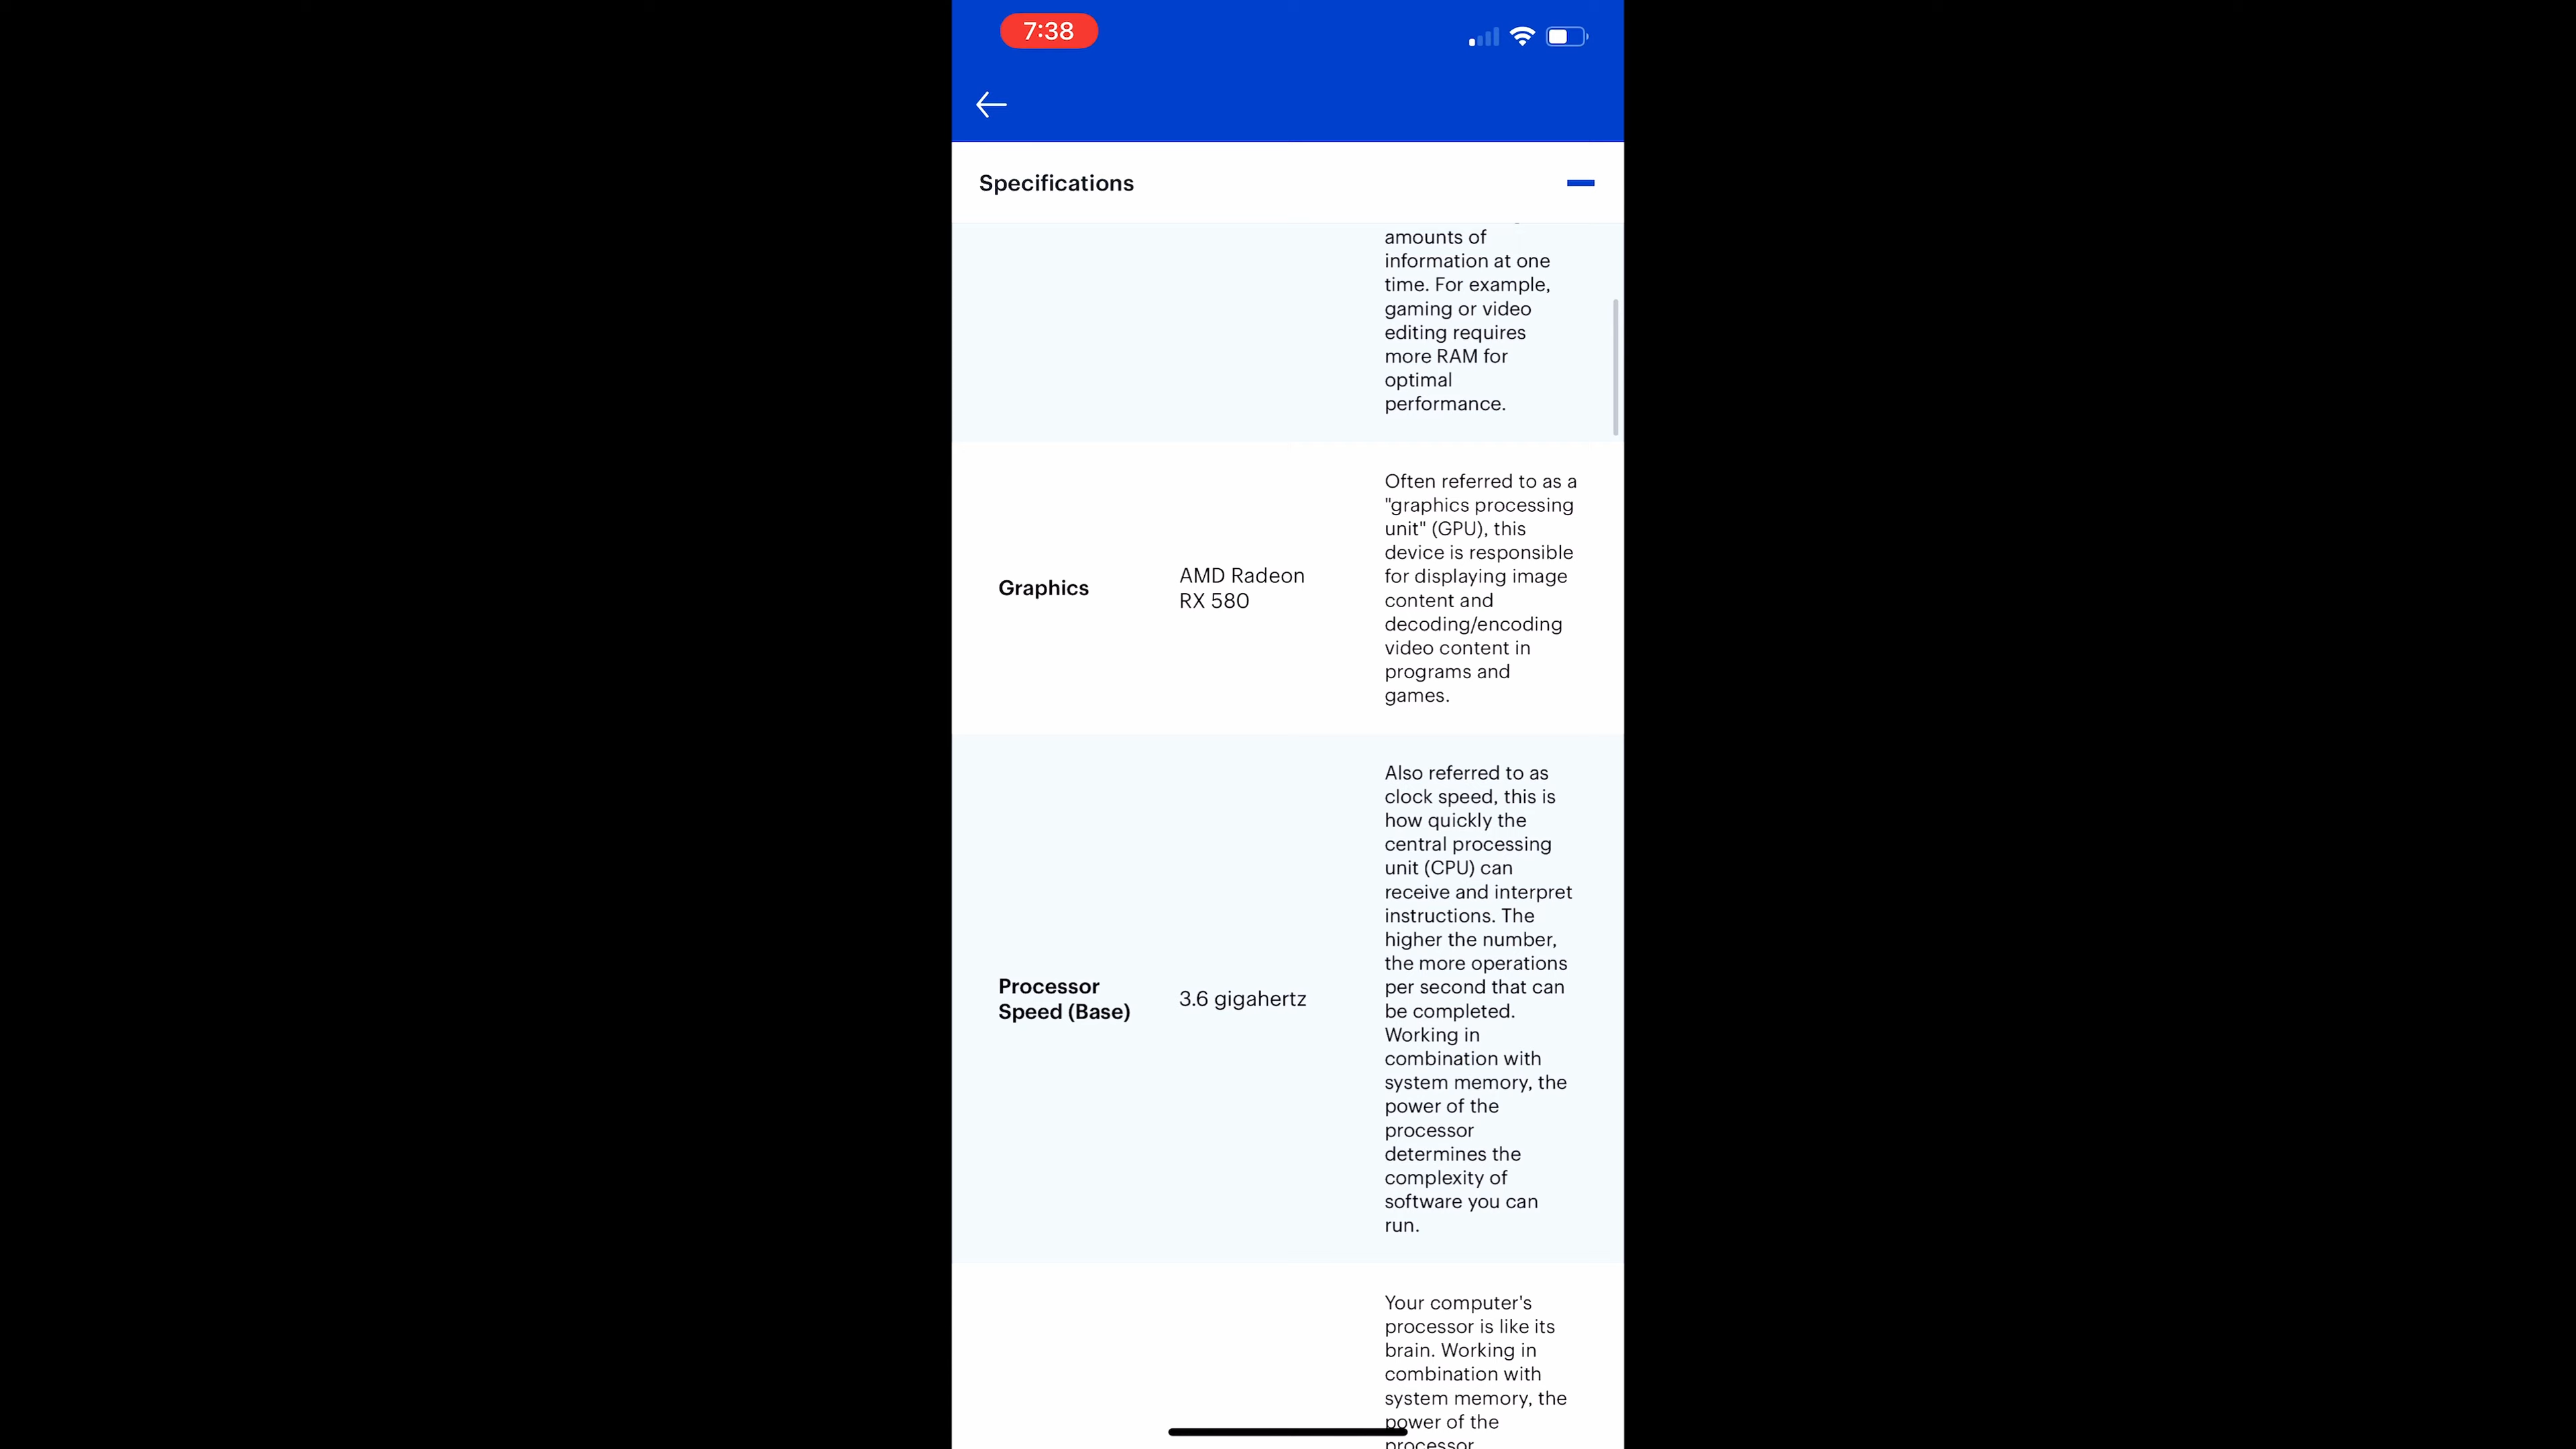 7:38
Specifications
amounts of
information at one
time. For example,
gaming or video
editing requires
more RAM for
optimal
performance.
Graphics
AMD Radeon
RX 580
Often referred to as a
"graphics processing
unit" (GPU), this
device is responsible
for displaying image
content and
decoding/encoding
video content in
programs and
games.
Processor
Speed (Base)
3.6 gigahertz
Also referred to as
clock speed, this is
how quickly the
central processing
unit (CPU) can
receive and interpret
instructions. The
higher the number,
the more operations
per second that can
be completed.
Working in
combination with
system memory, the
power of the
processor
determines the
complexity of
software you can
run.
Your computer's
processor is like its
brain. Working in
combination with
system memory, the
power of the
processor